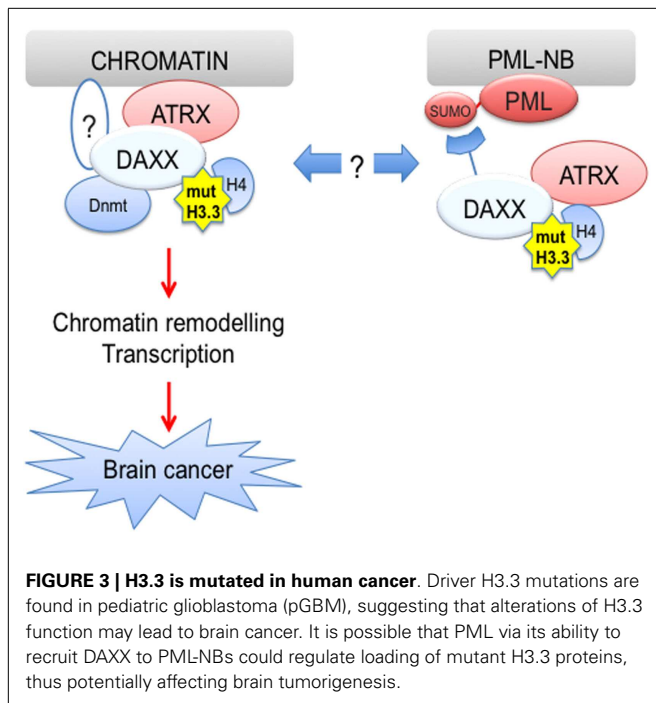 CHROMATIN
PML-NB
?
ATRX
DAXX
Dnmt
mut
H3.3
H4
?
SUMO
PML
ATRX
DAXX
mut
H3.3
H4
Chromatin remodelling
Transcription
Brain cancer
FIGURE 3 | H3.3 is mutated in human cancer. Driver H3.3 mutations are
found in pediatric glioblastoma (pGBM), suggesting that alterations of H3.3
function may lead to brain cancer. It is possible that PML via its ability to
recruit DAXX to PML-NBs could regulate loading of mutant H3.3 proteins,
thus potentially affecting brain tumorigenesis.